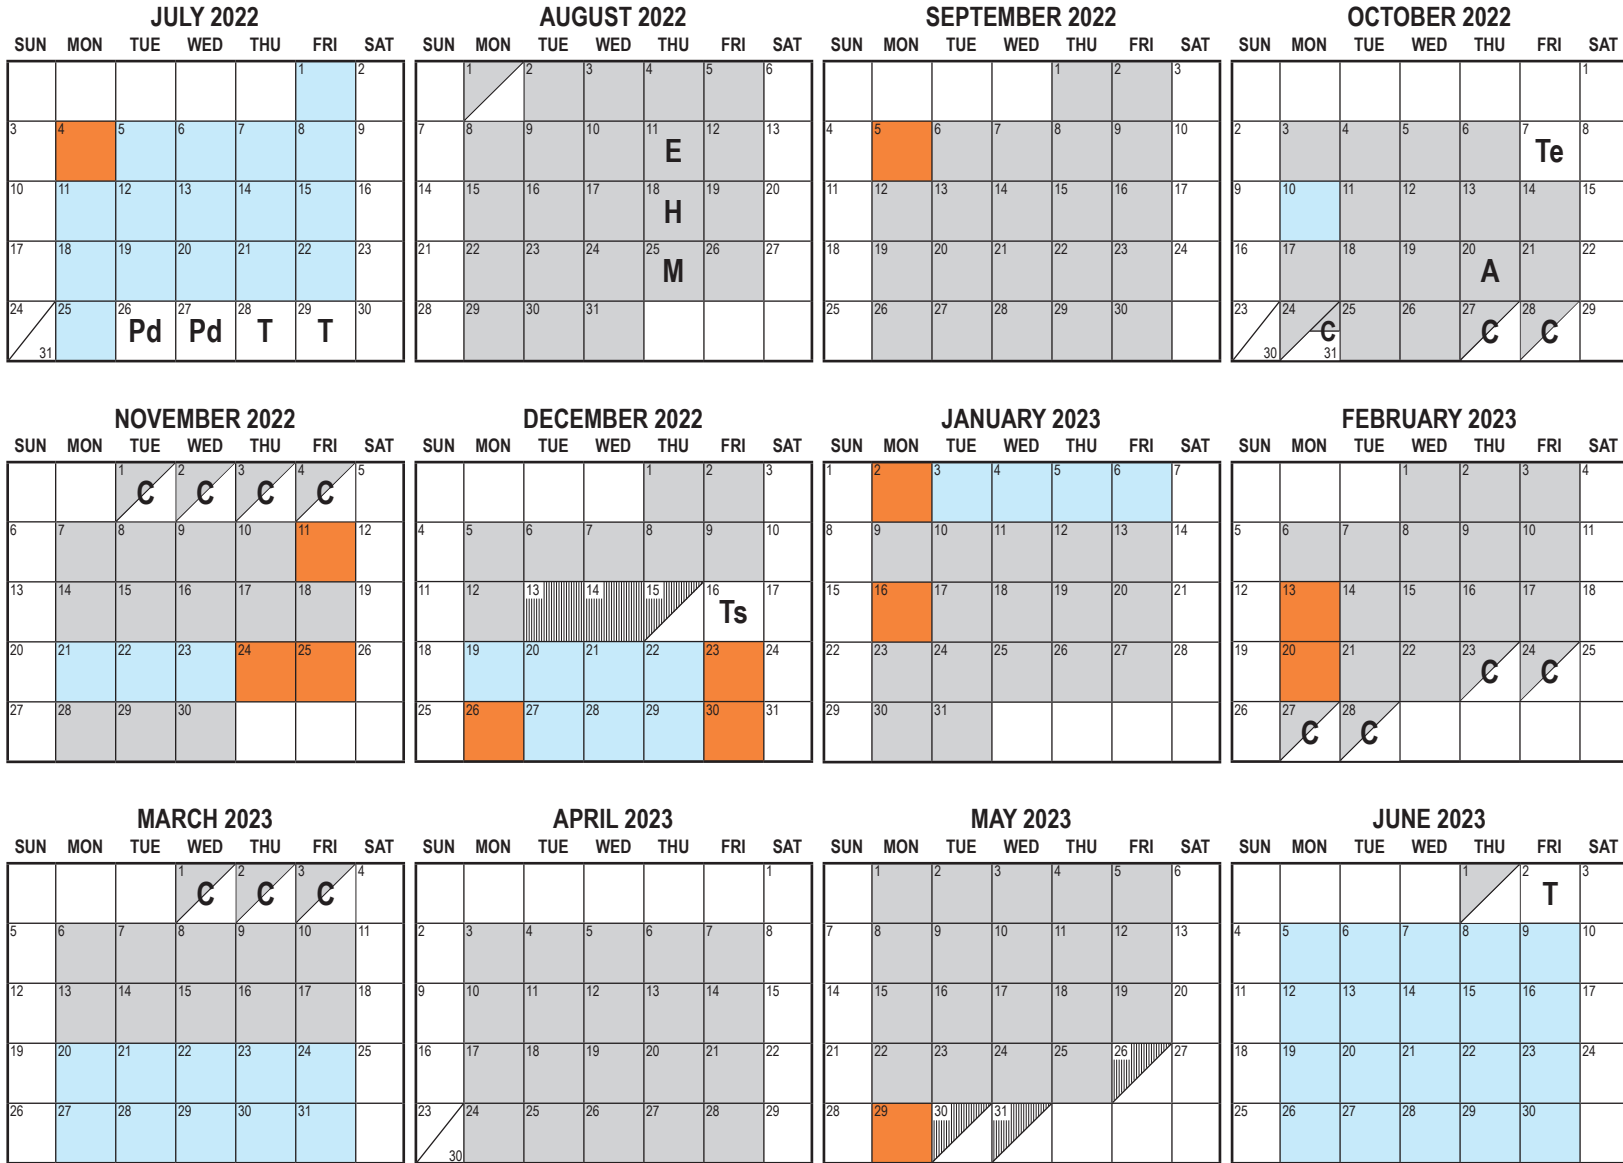 JULY 2022
SUN MON TUE WED THU FRI SAT
1 2
3 4 5 6 7 8 9
10 11 12 13 14 15 16
17 18 19 20 21 22 23
24 31 25 26 Pd 27 Pd 28 T 29 T 30
AUGUST 2022
SUN MON TUE WED THU FRI SAT
1 2 3 4 5 6
7 8 9 10 11 E 12 13
14 15 16 17 18 H 19 20
21 22 23 24 25 M 26 27
28 29 30 31
SEPTEMBER 2022
SUN MON TUE WED THU FRI SAT
1 2 3
4 5 6 7 8 9 10
11 12 13 14 15 16 17
18 19 20 21 22 23 24
25 26 27 28 29 30
OCTOBER 2022
SUN MON TUE WED THU FRI SAT
1
2 3 4 5 6 7 Te 8
9 10 11 12 13 14 15
16 17 18 19 20 A 21 22
23 30 24 C 31 25 26 27 C 28 C 29
NOVEMBER 2022
SUN MON TUE WED THU FRI SAT
1 C 2 C 3 C 4 C 5
6 7 8 9 10 11 12
13 14 15 16 17 18 19
20 21 22 23 24 25 26
27 28 29 30
DECEMBER 2022
SUN MON TUE WED THU FRI SAT
1 2 3
4 5 6 7 8 9 10
11 12 13 14 15 16 Ts 17
18 19 20 21 22 23 24
25 26 27 28 29 30 31
JANUARY 2023
SUN MON TUE WED THU FRI SAT
1 2 3 4 5 6 7
8 9 10 11 12 13 14
15 16 17 18 19 20 21
22 23 24 25 26 27 28
29 30 31
FEBRUARY 2023
SUN MON TUE WED THU FRI SAT
1 2 3 4
5 6 7 8 9 10 11
12 13 14 15 16 17 18
19 20 21 22 23 C 24 C 25
26 27 C 28 C
MARCH 2023
SUN MON TUE WED THU FRI SAT
1 C 2 C 3 C 4
5 6 7 8 9 10 11
12 13 14 15 16 17 18
19 20 21 22 23 24 25
26 27 28 29 30 31
APRIL 2023
SUN MON TUE WED THU FRI SAT
1
2 3 4 5 6 7 8
9 10 11 12 13 14 15
16 17 18 19 20 21 22
23 30 24 25 26 27 28 29
MAY 2023
SUN MON TUE WED THU FRI SAT
1 2 3 4 5 6
7 8 9 10 11 12 13
14 15 16 17 18 19 20
21 22 23 24 25 26 27
28 29 30 31
JUNE 2023
SUN MON TUE WED THU FRI SAT
1 2 T 3
4 5 6 7 8 9 10
11 12 13 14 15 16 17
18 19 20 21 22 23 24
25 26 27 28 29 30